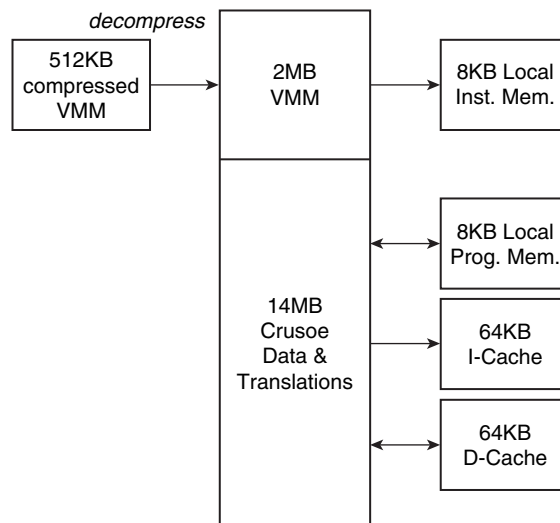 decompress
512KB
compressed
VMM
2MB
VMM
8KB Local
Inst. Mem.
8KB Local
Prog. Mem.
14MB
Crusoe
Data &
Translations
64KB
I-Cache
64KB
D-Cache